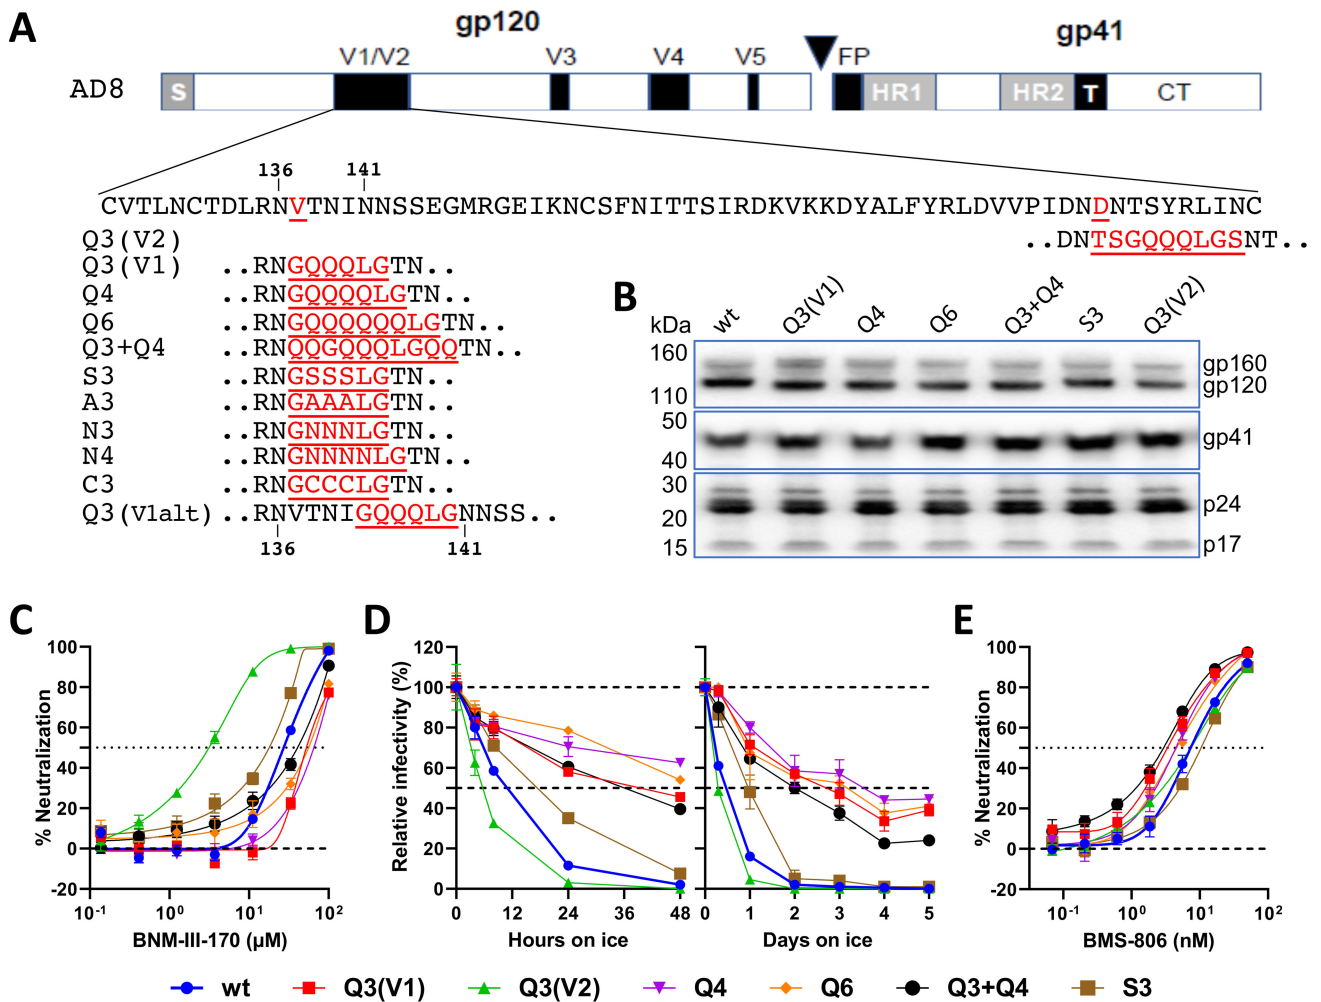 A
gp120
gp41
V1/V2 V3 V4 V5 FP
AD8 S HR1 HR2 T CT
136 141
CVTLNCTDLRNVTNINNSSEGMRGEIKNCSFNITTSIRDKVKKDYALFYRLDVVPIDNDNTSYRLINC
Q3(V2) ..DNTSGQQQLGSNT..
Q3(V1) ..RNGQQQLGTN..
Q4 ..RNGQQQQLGTN..
Q6 ..RNGQQQQQQLGTN..
Q3+Q4 ..RNQQGQQQLGQQTN..
S3 ..RNGSSSLGTN..
A3 ..RNGAAALGTN..
N3 ..RNGNNNLGTN..
N4 ..RNGNNNNLGTN..
C3 ..RNGCCCLGTN..
Q3(V1alt) ..RNVTNIGQQQLGNNSS..
136 141
B
kDa wt Q3(V1) Q4 Q6 Q3+Q4 S3 Q3(V2)
160 gp160
110 gp120
50 gp41
40
30 p24
20
15 p17
C
% Neutralization
100
80
60
40
20
0
-20
10-1 100 101 102
BNM-III-170 (µM)
D
Relative infectivity (%)
120
100
80
60
40
20
0
0 12 24 36 48
Hours on ice
0 1 2 3 4 5
Days on ice
E
% Neutralization
100
80
60
40
20
0
-20
10-1 100 101 102
BMS-806 (nM)
wt Q3(V1) Q3(V2) Q4 Q6 Q3+Q4 S3